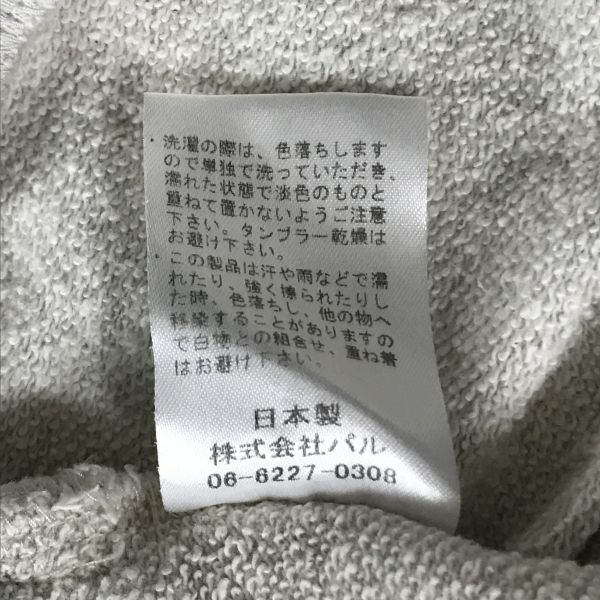 ・洗濯の際は、色落ちします
ので単独で洗っていただき、
濡れた状態で淡色のものと
重ねて置かないようご注意
下さい。タンブラー乾燥は
お避け下さい。
・この製品は汗や雨などで濡
れたり、強く擦られたりし
た時、色落ちし、他の物へ
移染することがありますの
で白物との組合せ、重ね着
はお避け下さい。
日本製
株式会社パル
06-6227-0308